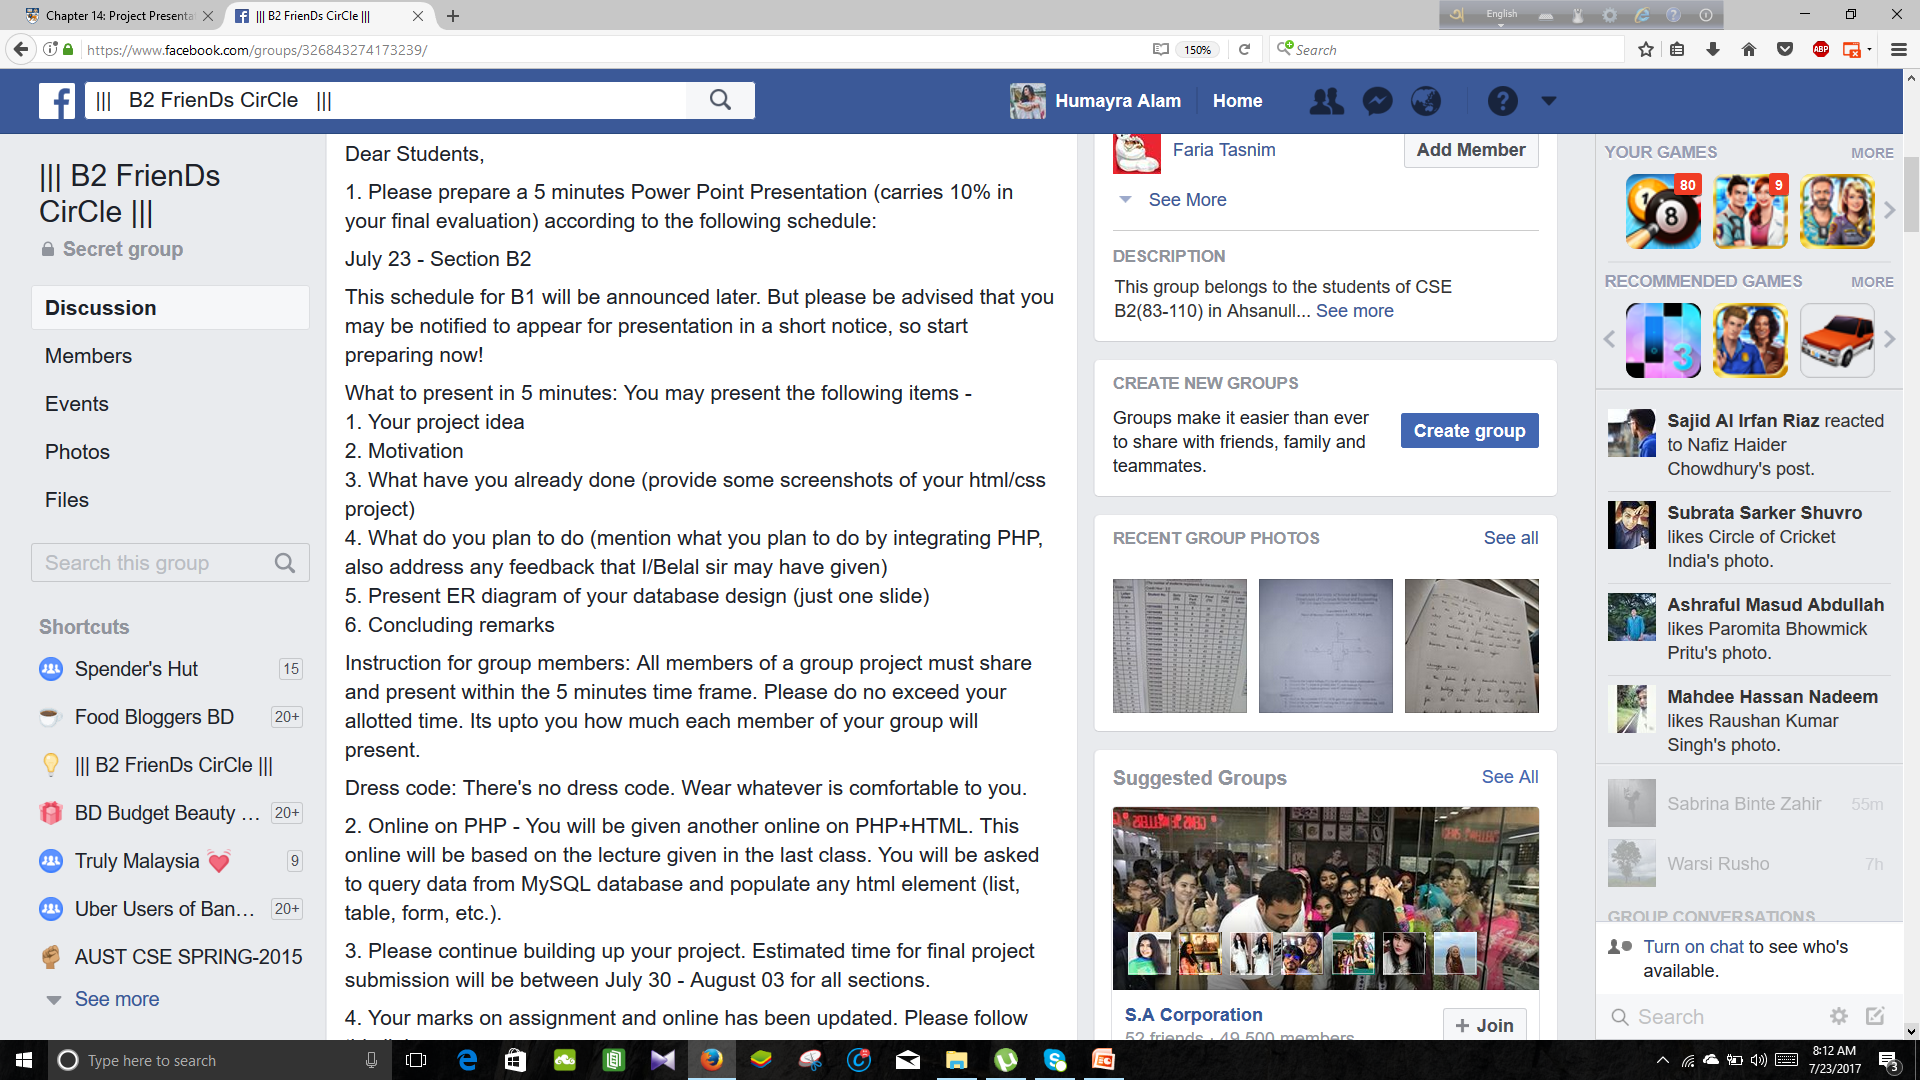 Chapter 14: Project Presenta
||| B2 FrienDs CirCle |||
English
https://www.facebook.com/groups/326843274173239/
150%
Search
ABP
||| B2 FrienDs CirCle |||
Humayra Alam
Home
||| B2 FrienDs
CirCle |||
Secret group
Discussion
Members
Events
Photos
Files
Search this group
Shortcuts
Spender's Hut 15
Food Bloggers BD 20+
||| B2 FrienDs CirCle |||
BD Budget Beauty ... 20+
Truly Malaysia 9
Uber Users of Ban... 20+
AUST CSE SPRING-2015
See more
Dear Students,
1. Please prepare a 5 minutes Power Point Presentation (carries 10% in
your final evaluation) according to the following schedule:
July 23 - Section B2
This schedule for B1 will be announced later. But please be advised that you
may be notified to appear for presentation in a short notice, so start
preparing now!
What to present in 5 minutes: You may present the following items -
1. Your project idea
2. Motivation
3. What have you already done (provide some screenshots of your html/css
project)
4. What do you plan to do (mention what you plan to do by integrating PHP,
also address any feedback that I/Belal sir may have given)
5. Present ER diagram of your database design (just one slide)
6. Concluding remarks
Instruction for group members: All members of a group project must share
and present within the 5 minutes time frame. Please do no exceed your
allotted time. Its upto you how much each member of your group will
present.
Dress code: There's no dress code. Wear whatever is comfortable to you.
2. Online on PHP - You will be given another online on PHP+HTML. This
online will be based on the lecture given in the last class. You will be asked
to query data from MySQL database and populate any html element (list,
table, form, etc.).
3. Please continue building up your project. Estimated time for final project
submission will be between July 30 - August 03 for all sections.
4. Your marks on assignment and online has been updated. Please follow
Faria Tasnim
Add Member
See More
DESCRIPTION
This group belongs to the students of CSE
B2(83-110) in Ahsanull... See more
CREATE NEW GROUPS
Groups make it easier than ever
to share with friends, family and
teammates.
Create group
RECENT GROUP PHOTOS
See all
Suggested Groups
See All
S.A Corporation
52 friends · 49,500 members
+ Join
YOUR GAMES
MORE
80
9
RECOMMENDED GAMES
MORE
3
Sajid Al Irfan Riaz reacted
to Nafiz Haider
Chowdhury's post.
Subrata Sarker Shuvro
likes Circle of Cricket
India's photo.
Ashraful Masud Abdullah
likes Paromita Bhowmick
Pritu's photo.
Mahdee Hassan Nadeem
likes Raushan Kumar
Singh's photo.
Sabrina Binte Zahir 55m
Warsi Rusho 7h
GROUP CONVERSATIONS
Turn on chat to see who's
available.
Search
Type here to search
8:12 AM
7/23/2017
3